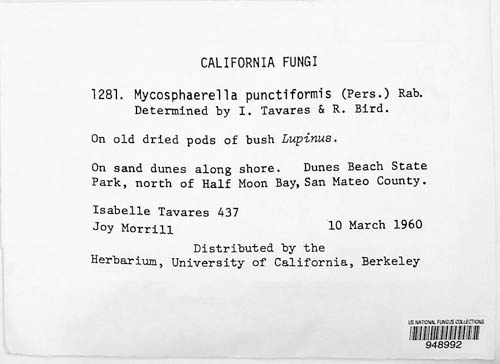 CALIFORNIA FUNGI
1281. Mycosphaerella punctiformis (Pers.) Rab.
Determined by I. Tavares & R. Bird.
On old dried pods of bush Lupinus.
On sand dunes along shore. Dunes Beach State
Park, north of Half Moon Bay, San Mateo County.
Isabelle Tavares 437
Joy Morrill 10 March 1960
Distributed by the
Herbarium, University of California, Berkeley
US NATIONAL FUNGUS COLLECTIONS
948992